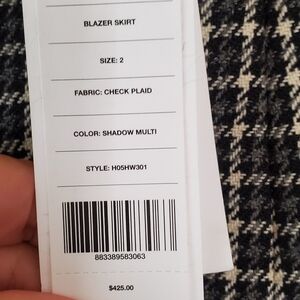 BLAZER SKIRT
SIZE: 2
FABRIC: CHECK PLAID
COLOR: SHADOW MULTI
STYLE: H05HW301
883389583063
$425.00